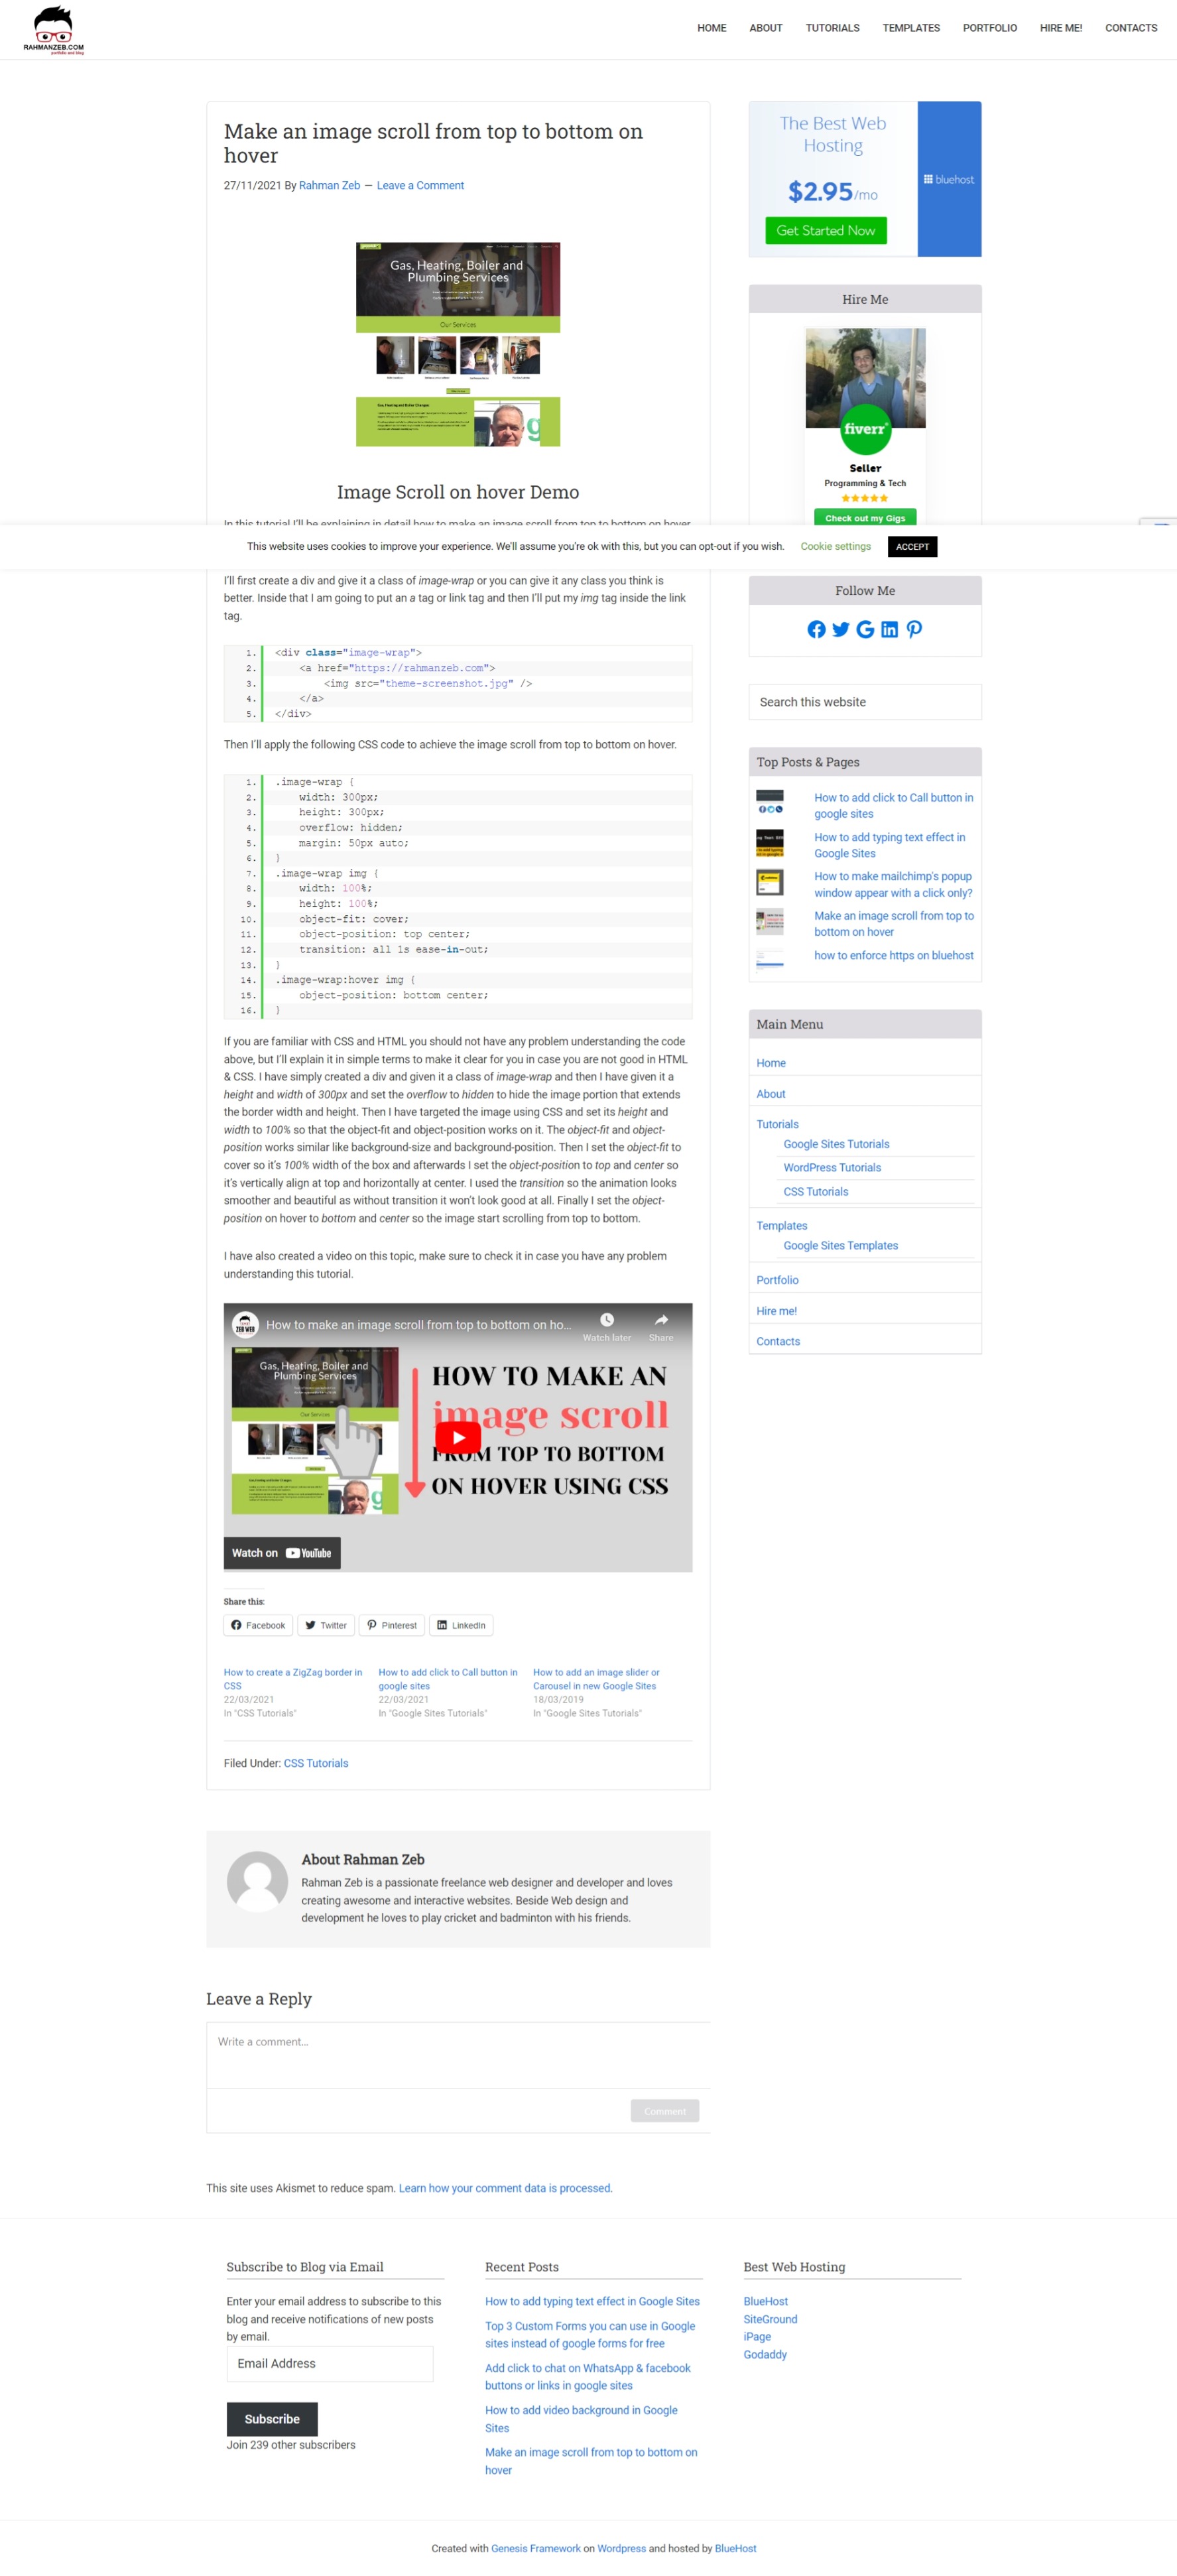 RAHMANZEB.COM
portfolio and blog
HOME ABOUT TUTORIALS TEMPLATES PORTFOLIO HIRE ME! CONTACTS
Make an image scroll from top to bottom on
hover
27/11/2021 By Rahman Zeb — Leave a Comment
Gas, Heating, Boiler and
Plumbing Services
Our Services
Image Scroll on hover Demo
In this tutorial I'll be explaining in detail how to make an image scroll from top to bottom on hover
This website uses cookies to improve your experience. We'll assume you're ok with this, but you can opt-out if you wish. Cookie settings ACCEPT
I'll first create a div and give it a class of image-wrap or you can give it any class you think is
better. Inside that I am going to put an a tag or link tag and then I'll put my img tag inside the link
tag.
1. <div class="image-wrap">
2. <a href="https://rahmanzeb.com">
3. <img src="theme-screenshot.jpg" />
4. </a>
5. </div>
Then I'll apply the following CSS code to achieve the image scroll from top to bottom on hover.
1. .image-wrap {
2. width: 300px;
3. height: 300px;
4. overflow: hidden;
5. margin: 50px auto;
6. }
7. .image-wrap img {
8. width: 100%;
9. height: 100%;
10. object-fit: cover;
11. object-position: top center;
12. transition: all 1s ease-in-out;
13. }
14. .image-wrap:hover img {
15. object-position: bottom center;
16. }
If you are familiar with CSS and HTML you should not have any problem understanding the code
above, but I'll explain it in simple terms to make it clear for you in case you are not good in HTML
& CSS. I have simply created a div and given it a class of image-wrap and then I have given it a
height and width of 300px and set the overflow to hidden to hide the image portion that extends
the border width and height. Then I have targeted the image using CSS and set its height and
width to 100% so that the object-fit and object-position works on it. The object-fit and object-
position works similar like background-size and background-position. Then I set the object-fit to
cover so it's 100% width of the box and afterwards I set the object-position to top and center so
it's vertically align at top and horizontally at center. I used the transition so the animation looks
smoother and beautiful as without transition it won't look good at all. Finally I set the object-
position on hover to bottom and center so the image start scrolling from top to bottom.
I have also created a video on this topic, make sure to check it in case you have any problem
understanding this tutorial.
ZEB WEB
How to make an image scroll from top to bottom on ho...
Watch later Share
Gas, Heating, Boiler and
Plumbing Services
Our Services
HOW TO MAKE AN
image scroll
FROM TOP TO BOTTOM
ON HOVER USING CSS
Watch on YouTube
Share this:
Facebook Twitter Pinterest LinkedIn
How to create a ZigZag border in
CSS
22/03/2021
In "CSS Tutorials"
How to add click to Call button in
google sites
22/03/2021
In "Google Sites Tutorials"
How to add an image slider or
Carousel in new Google Sites
18/03/2019
In "Google Sites Tutorials"
Filed Under: CSS Tutorials
About Rahman Zeb
Rahman Zeb is a passionate freelance web designer and developer and loves
creating awesome and interactive websites. Beside Web design and
development he loves to play cricket and badminton with his friends.
Leave a Reply
Write a comment...
Comment
This site uses Akismet to reduce spam. Learn how your comment data is processed.
The Best Web
Hosting
$2.95/mo
Get Started Now
bluehost
Hire Me
fiverr
Seller
Programming & Tech
Check out my Gigs
Follow Me
Search this website
Top Posts & Pages
How to add click to Call button in
google sites
How to add typing text effect in
Google Sites
How to make mailchimp's popup
window appear with a click only?
Make an image scroll from top to
bottom on hover
how to enforce https on bluehost
Main Menu
Home
About
Tutorials
Google Sites Tutorials
WordPress Tutorials
CSS Tutorials
Templates
Google Sites Templates
Portfolio
Hire me!
Contacts
Subscribe to Blog via Email
Enter your email address to subscribe to this
blog and receive notifications of new posts
by email.
Email Address
Subscribe
Join 239 other subscribers
Recent Posts
How to add typing text effect in Google Sites
Top 3 Custom Forms you can use in Google
sites instead of google forms for free
Add click to chat on WhatsApp & facebook
buttons or links in google sites
How to add video background in Google
Sites
Make an image scroll from top to bottom on
hover
Best Web Hosting
BlueHost
SiteGround
iPage
Godaddy
Created with Genesis Framework on Wordpress and hosted by BlueHost